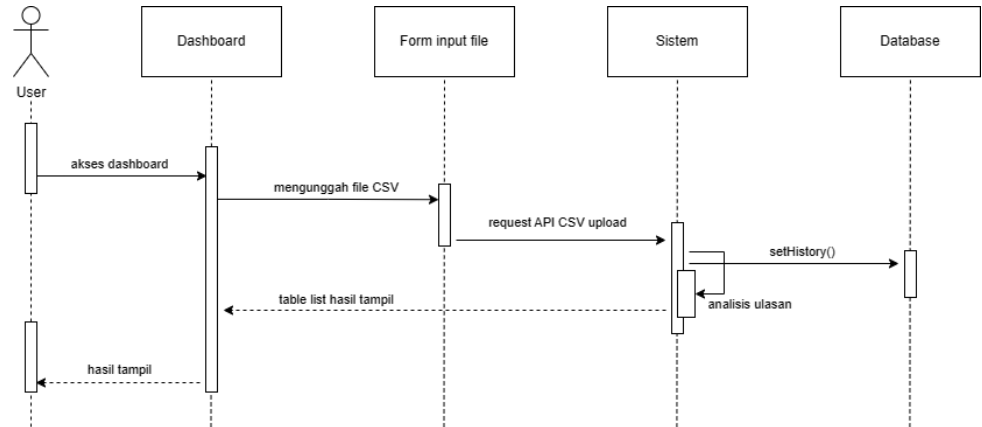 Dashboard
Form input file
Sistem
Database
User
akses dashboard
mengunggah file CSV
request API CSV upload
setHistory()
table list hasil tampil
analisis ulasan
hasil tampil